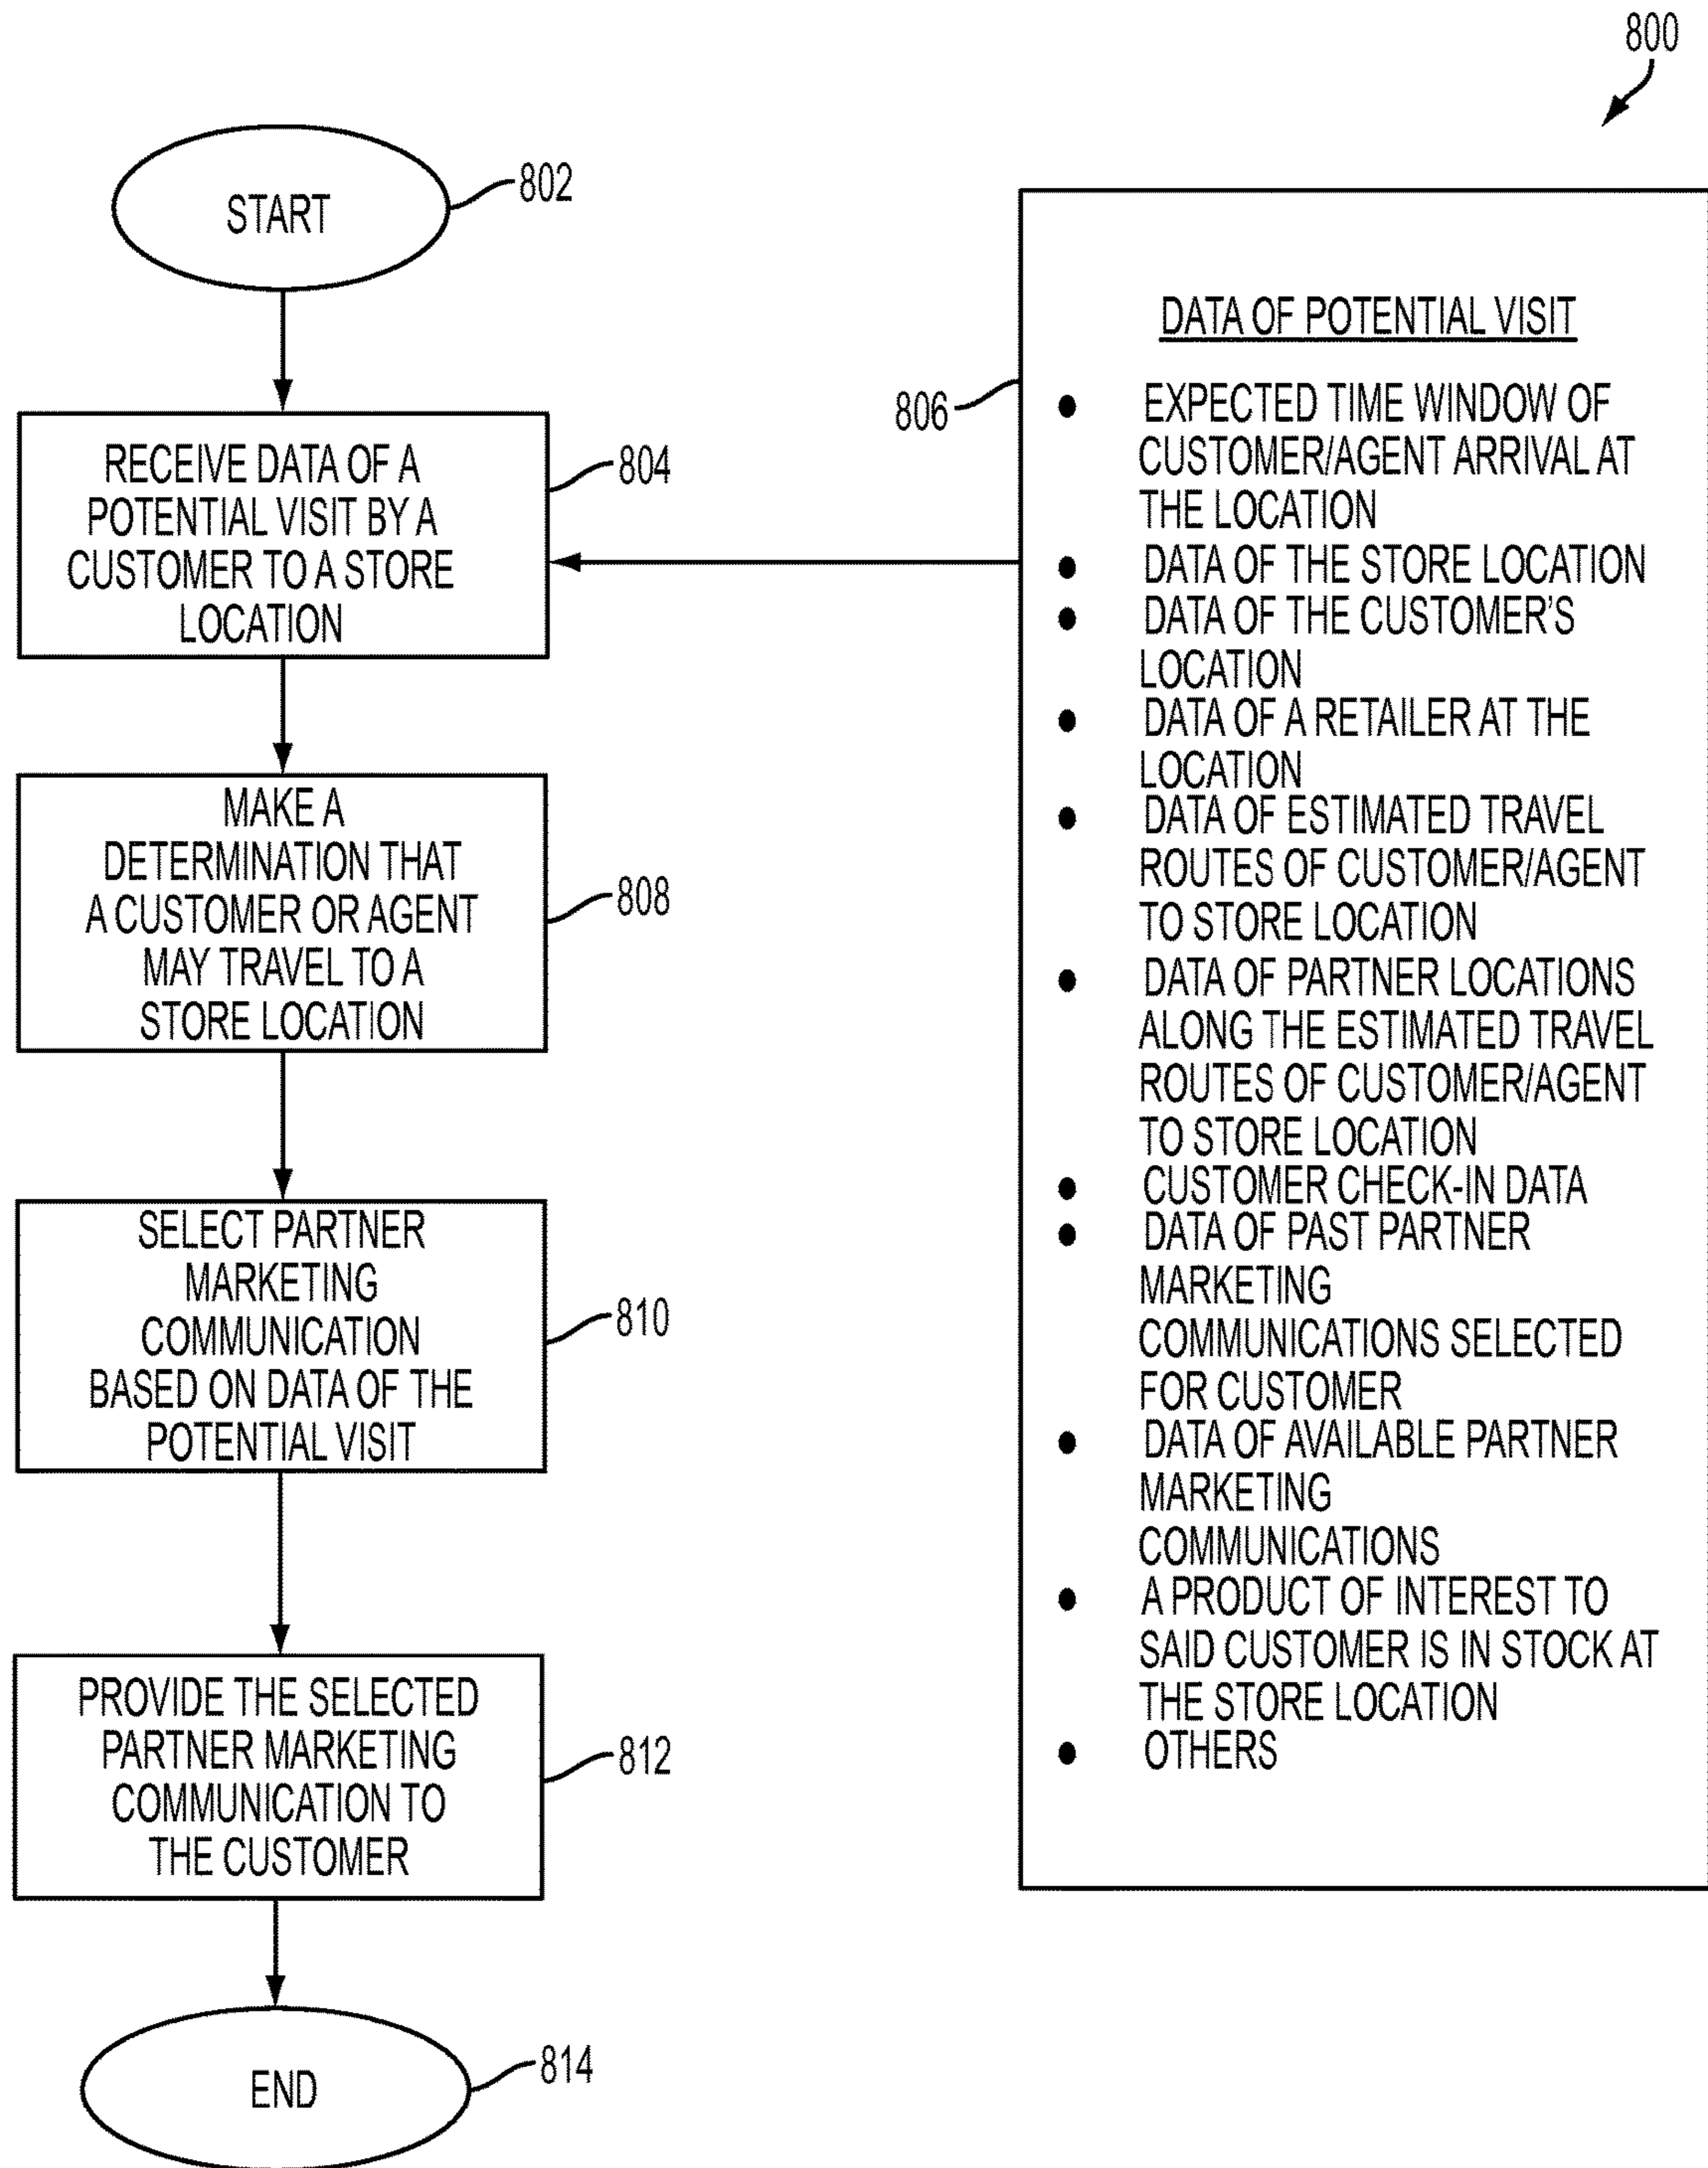 800
START
802
RECEIVE DATA OF A
POTENTIAL VISIT BY A
CUSTOMER TO A STORE
LOCATION
804
MAKE A
DETERMINATION THAT
A CUSTOMER OR AGENT
MAY TRAVEL TO A
STORE LOCATION
808
SELECT PARTNER
MARKETING
COMMUNICATION
BASED ON DATA OF THE
POTENTIAL VISIT
810
PROVIDE THE SELECTED
PARTNER MARKETING
COMMUNICATION TO
THE CUSTOMER
812
END
814
806
DATA OF POTENTIAL VISIT
● EXPECTED TIME WINDOW OF
CUSTOMER/AGENT ARRIVAL AT
THE LOCATION
● DATA OF THE STORE LOCATION
● DATA OF THE CUSTOMER'S
LOCATION
● DATA OF A RETAILER AT THE
LOCATION
● DATA OF ESTIMATED TRAVEL
ROUTES OF CUSTOMER/AGENT
TO STORE LOCATION
● DATA OF PARTNER LOCATIONS
ALONG THE ESTIMATED TRAVEL
ROUTES OF CUSTOMER/AGENT
TO STORE LOCATION
● CUSTOMER CHECK-IN DATA
● DATA OF PAST PARTNER
MARKETING
COMMUNICATIONS SELECTED
FOR CUSTOMER
● DATA OF AVAILABLE PARTNER
MARKETING
COMMUNICATIONS
● A PRODUCT OF INTEREST TO
SAID CUSTOMER IS IN STOCK AT
THE STORE LOCATION
● OTHERS